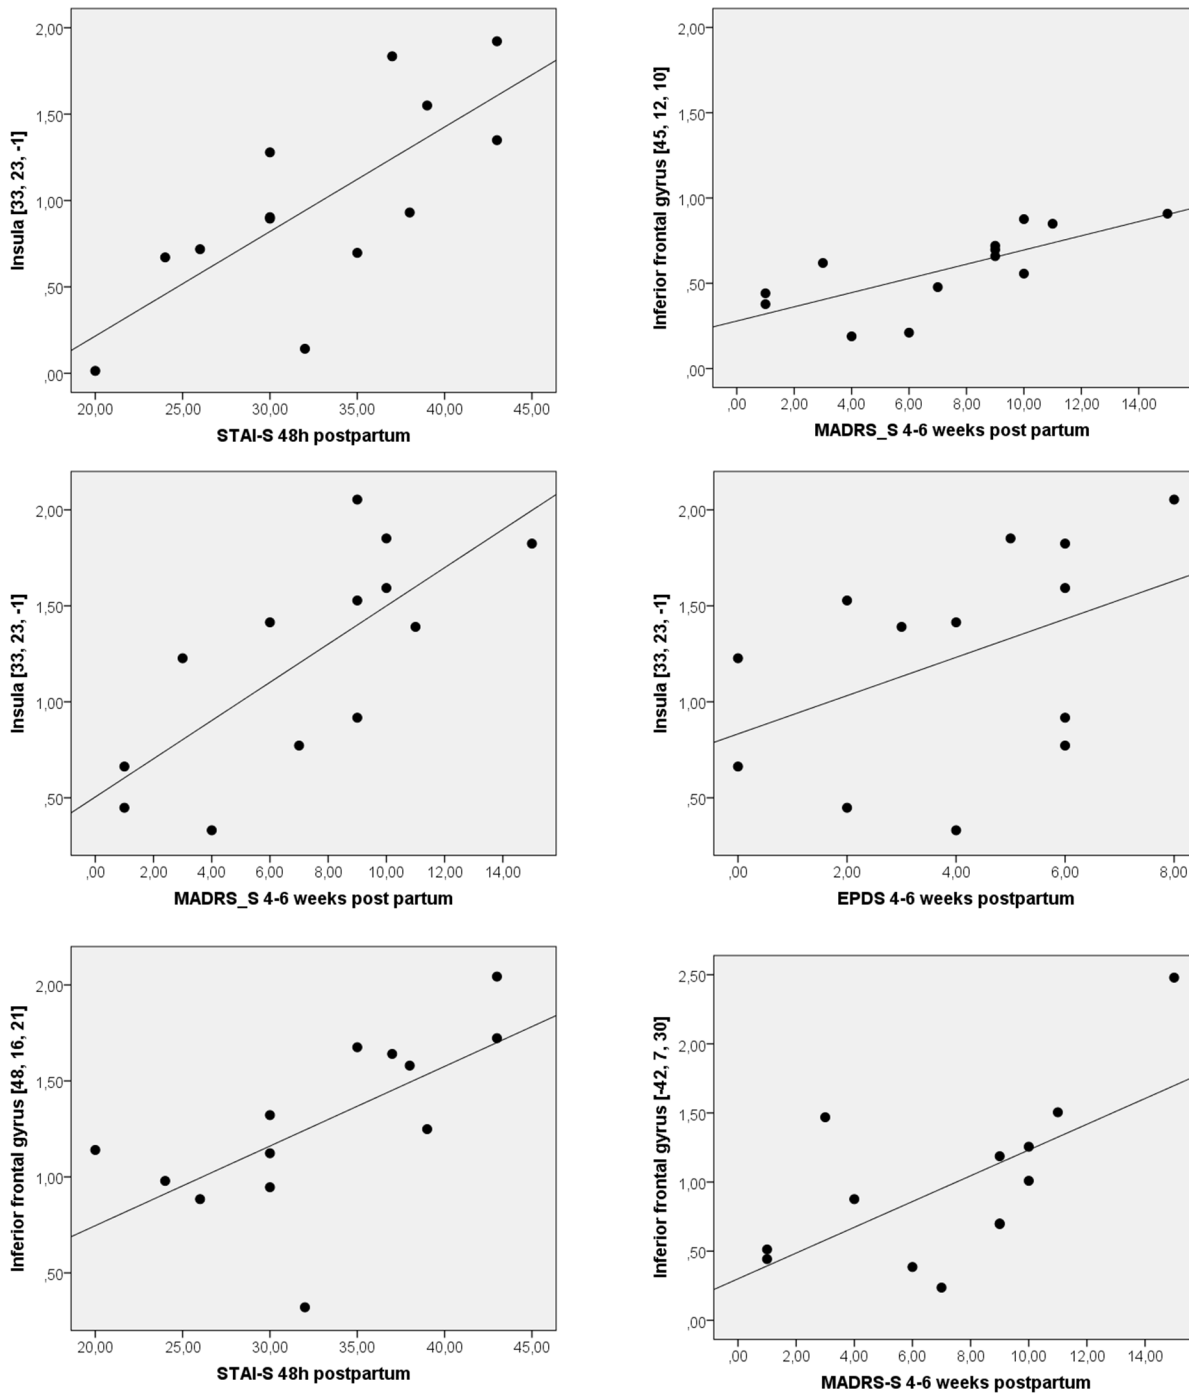 2,00
1,50
1,00
,50
,00
Insula [33, 23, -1]
20,00 25,00 30,00 35,00 40,00 45,00
STAI-S 48h postpartum
2,00
1,50
1,00
,50
,00
Inferior frontal gyrus [45, 12, 10]
,00 2,00 4,00 6,00 8,00 10,00 12,00 14,00
MADRS_S 4-6 weeks post partum
2,00
1,50
1,00
,50
Insula [33, 23, -1]
,00 2,00 4,00 6,00 8,00 10,00 12,00 14,00
MADRS_S 4-6 weeks post partum
2,00
1,50
1,00
,50
Insula [33, 23, -1]
,00 2,00 4,00 6,00 8,00
EPDS 4-6 weeks postpartum
2,00
1,50
1,00
,50
Inferior frontal gyrus [48, 16, 21]
20,00 25,00 30,00 35,00 40,00 45,00
STAI-S 48h postpartum
2,50
2,00
1,50
1,00
,50
,00
Inferior frontal gyrus [-42, 7, 30]
,00 2,00 4,00 6,00 8,00 10,00 12,00 14,00
MADRS-S 4-6 weeks postpartum